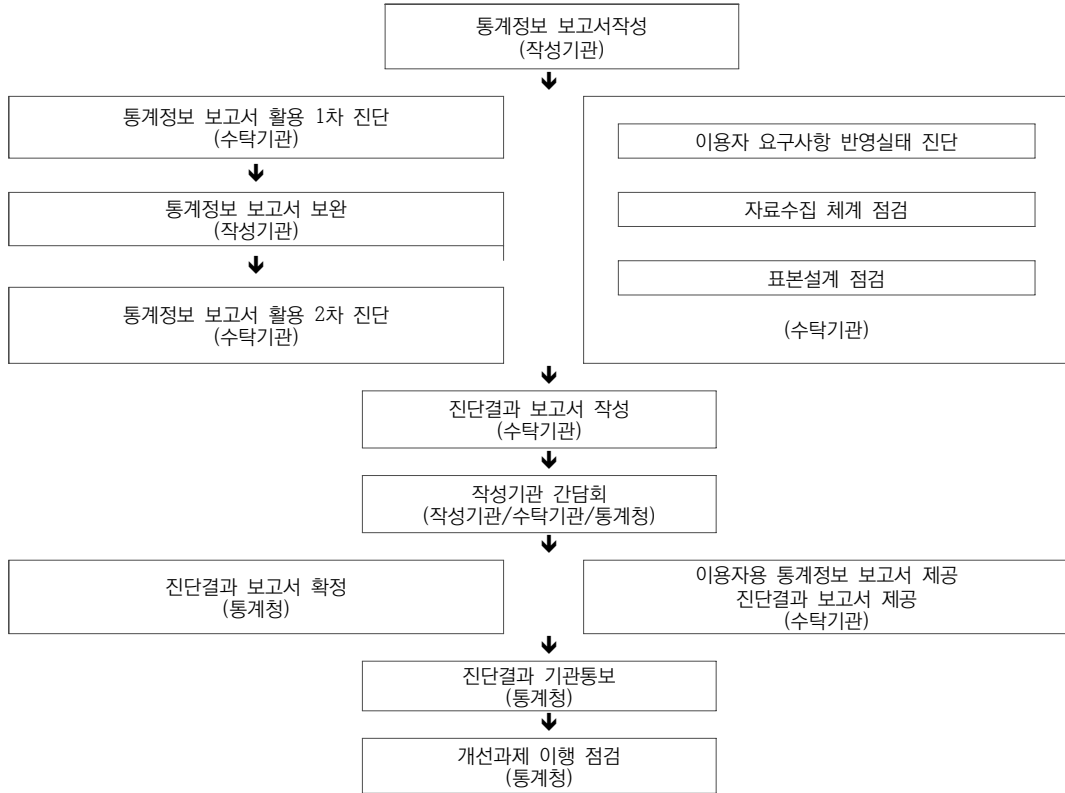 통계정보 보고서작성
(작성기관)
통계정보 보고서 활용 1차 진단
(수탁기관)
통계정보 보고서 보완
(작성기관)
통계정보 보고서 활용 2차 진단
(수탁기관)
이용자 요구사항 반영실태 진단
자료수집 체계 점검
표본설계 점검
(수탁기관)
진단결과 보고서 작성
(수탁기관)
작성기관 간담회
(작성기관/수탁기관/통계청)
진단결과 보고서 확정
(통계청)
이용자용 통계정보 보고서 제공
진단결과 보고서 제공
(수탁기관)
진단결과 기관통보
(통계청)
개선과제 이행 점검
(통계청)